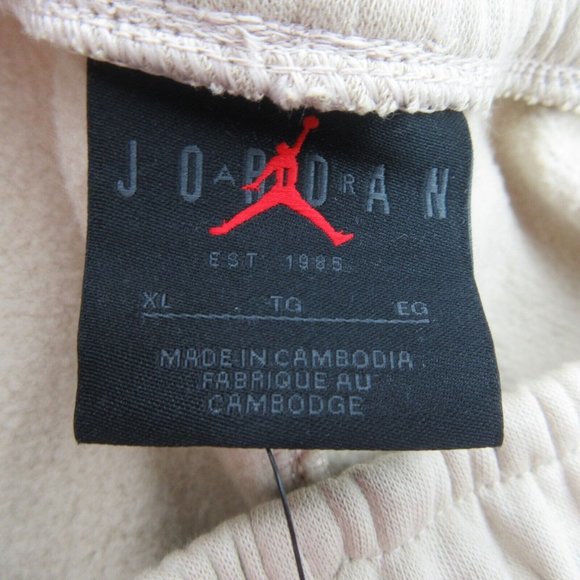 JORDAN
AIR
EST 1985
XL TG EG
MADE IN CAMBODIA
FABRIQUE AU
CAMBODGE